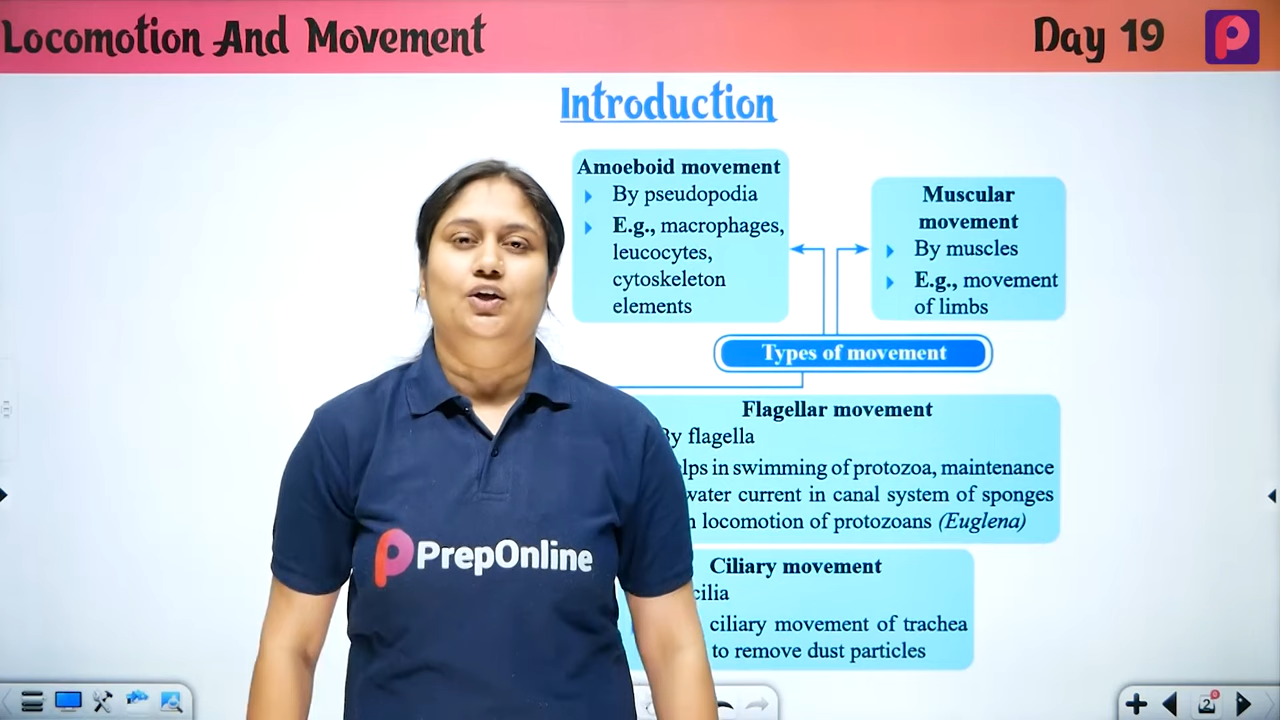 Locomotion And Movement
Day 19
Introduction
Amoeboid movement
By pseudopodia
E.g., macrophages,
leucocytes,
cytoskeleton
elements
Muscular
movement
By muscles
E.g., movement
of limbs
Types of movement
Flagellar movement
By flagella
in swimming of protozoa, maintenance
water current in canal system of sponges
locomotion of protozoans (Euglena)
Ciliary movement
cilia
ciliary movement of trachea
to remove dust particles
PrepOnline
2